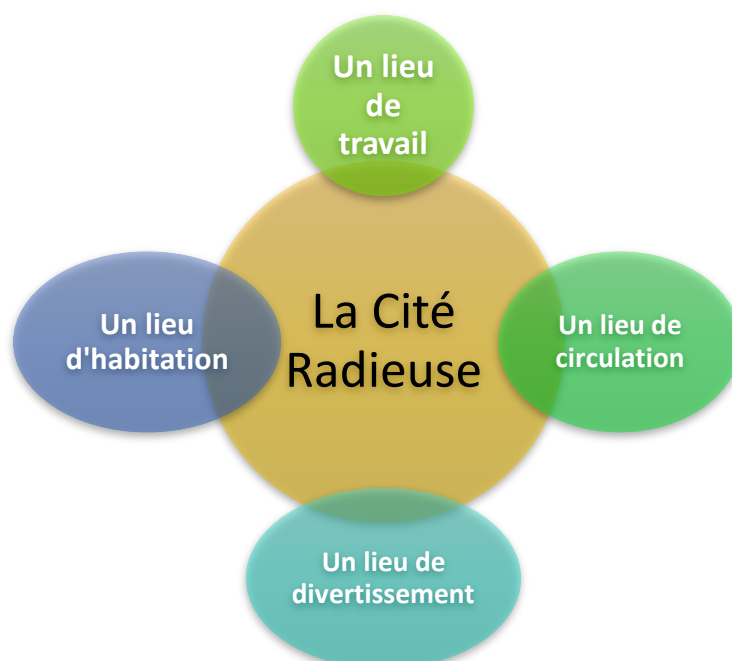 Un lieu
de
travail
La Cité
Radieuse
Un lieu
d'habitation
Un lieu de
circulation
Un lieu de
divertissement